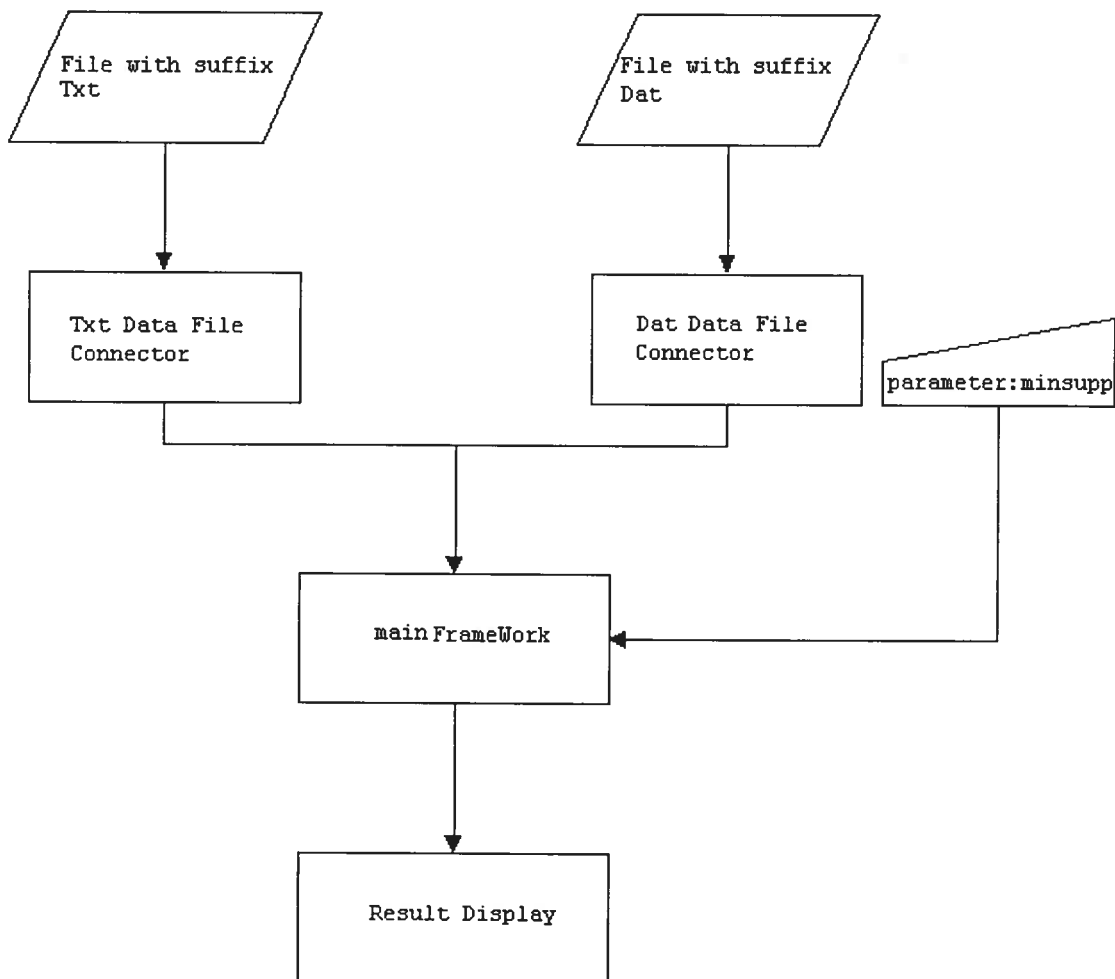 File with suffix
Txt
File with suffix
Dat
Txt Data File
Connector
Dat Data File
Connector
parameter:minsupp
main FrameWork
Result Display